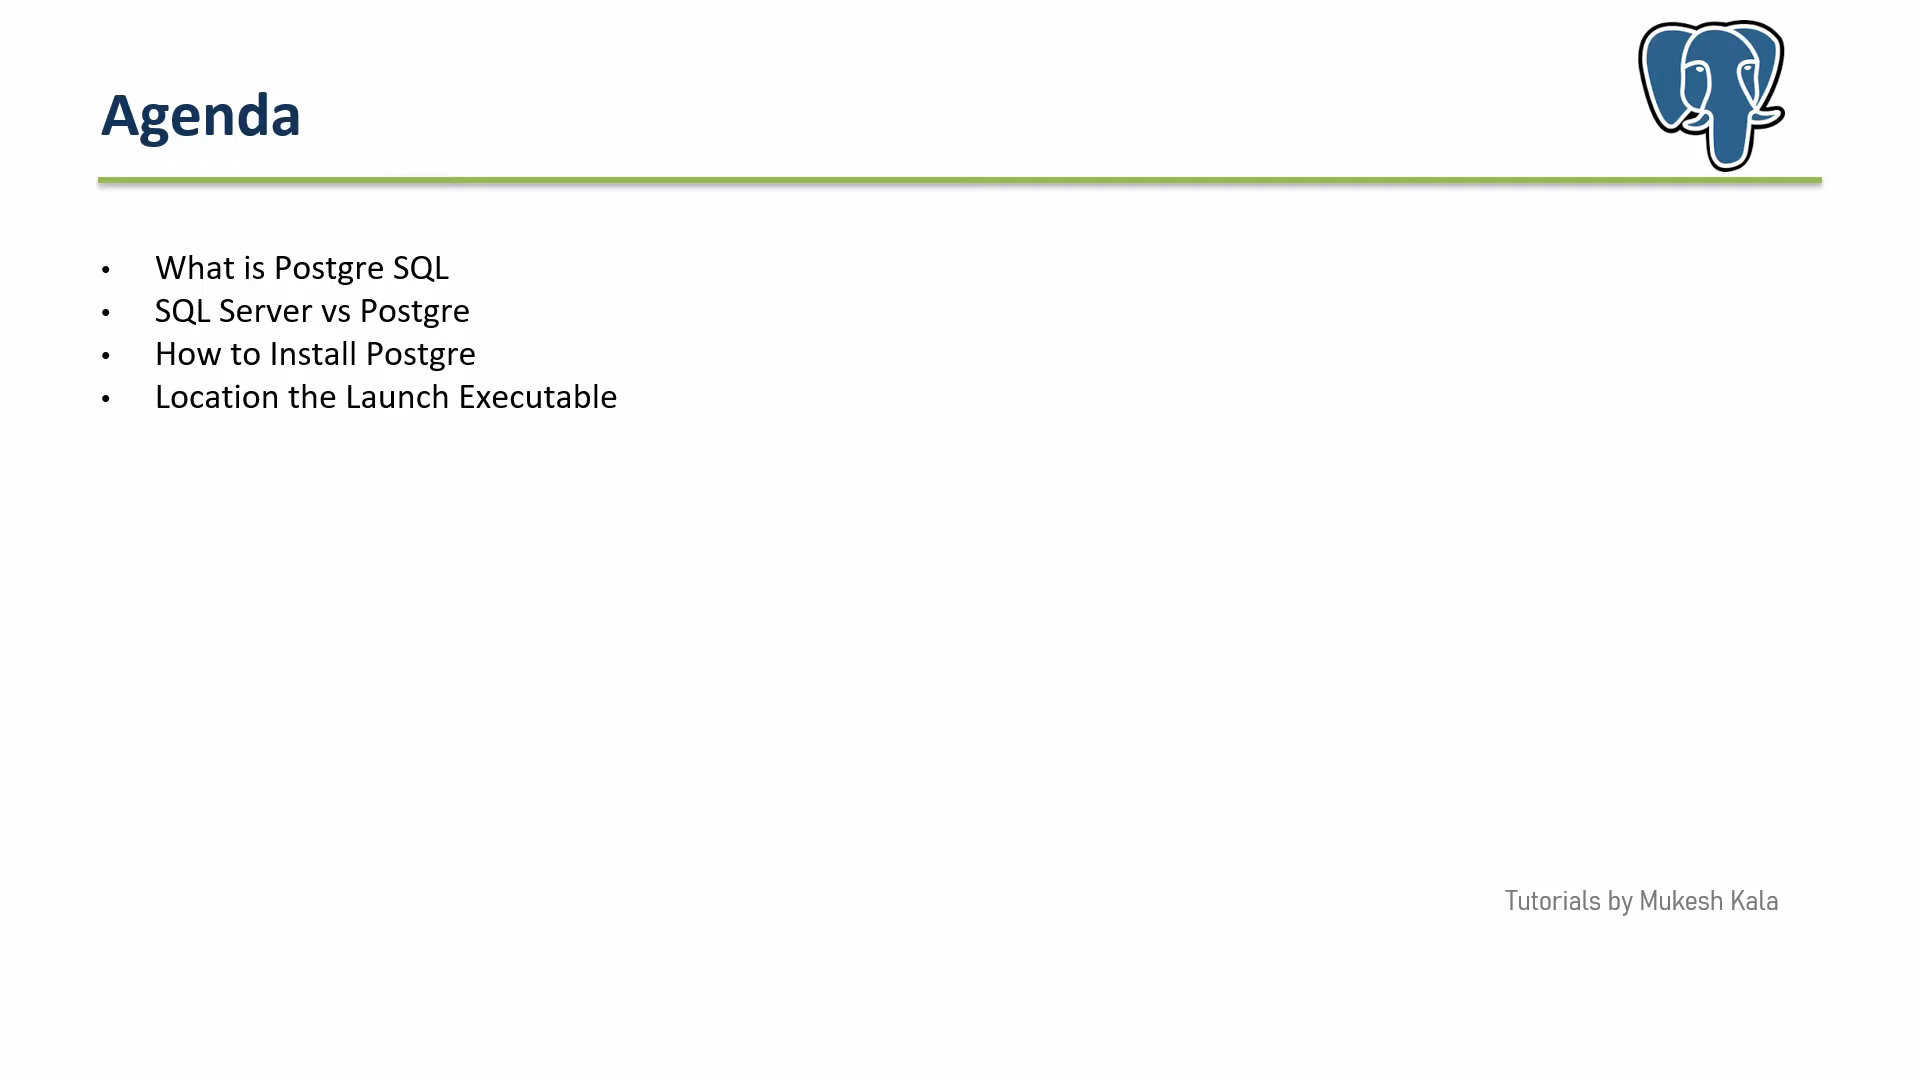 Agenda
• What is Postgre SQL
• SQL Server vs Postgre
• How to Install Postgre
• Location the Launch Executable
Tutorials by Mukesh Kala